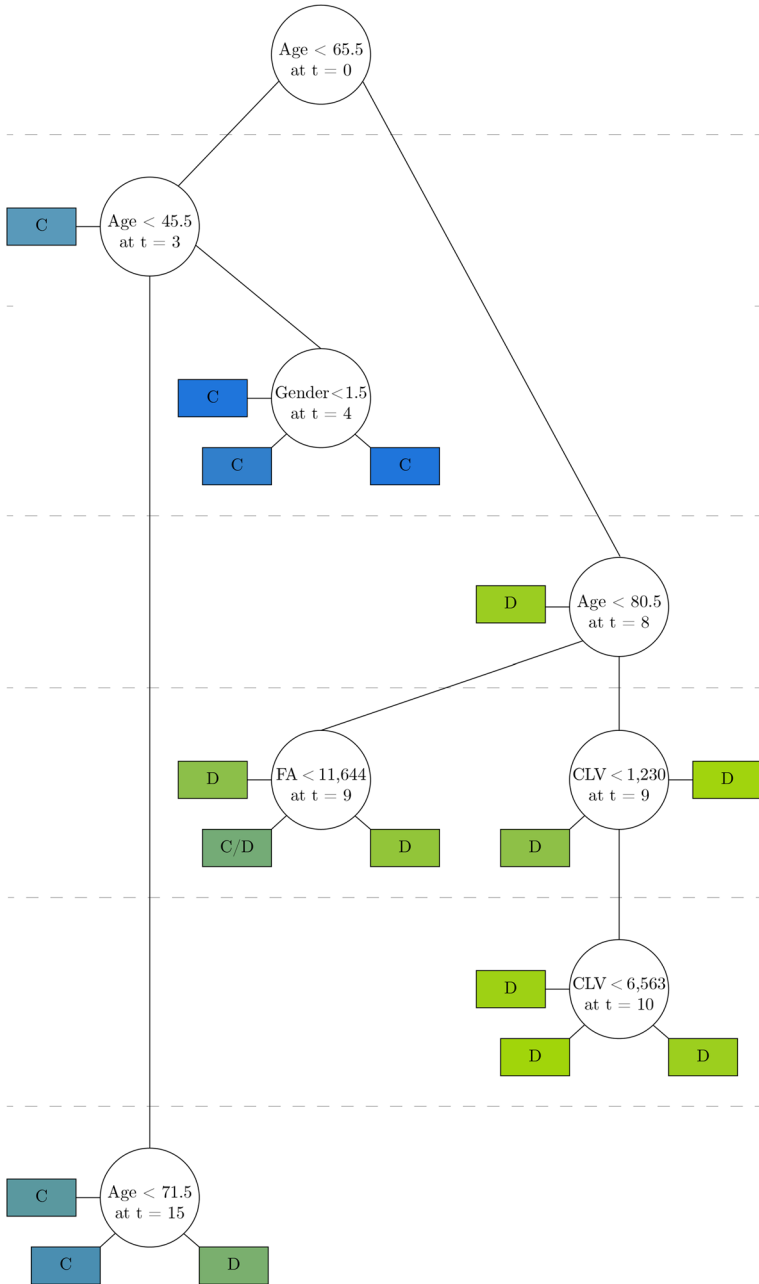 Age < 65.5
at t = 0
C
Age < 45.5
at t = 3
C
Gender<1.5
at t = 4
C
C
D
Age < 80.5
at t = 8
D
FA < 11,644
at t = 9
CLV < 1,230
at t = 9
D
C/D
D
D
D
CLV < 6,563
at t = 10
D
D
C
Age < 71.5
at t = 15
C
D